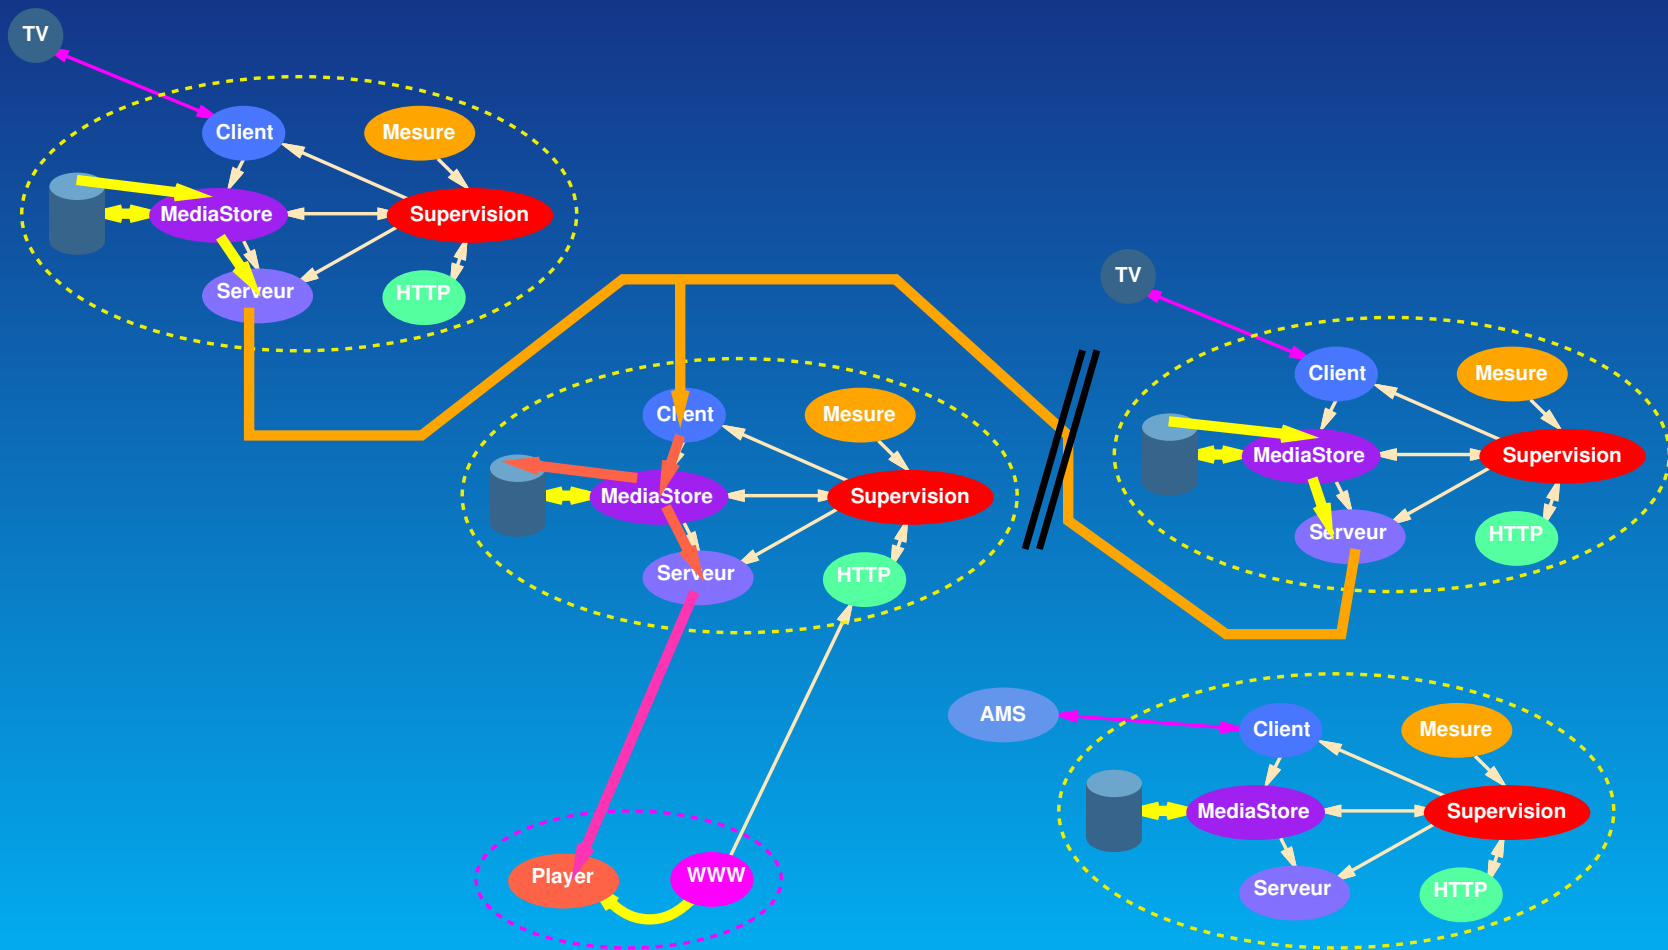 TV
Client
Mesure
MediaStore
Supervision
Serveur
HTTP
TV
Client
Mesure
MediaStore
Supervision
Serveur
HTTP
Client
Mesure
MediaStore
Supervision
Serveur
HTTP
AMS
Client
Mesure
MediaStore
Supervision
Serveur
HTTP
Player
WWW